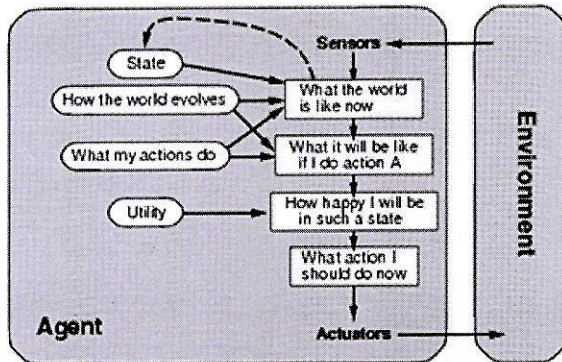 Sensors
State
What the world
is like now
How the world evolves
What my actions do
What it will be like
if I do action A
Utility
How happy I will be
in such a state
What action I
should do now
Agent
Actuators
Environment